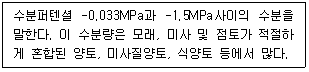 수분퍼텐셜 -0.033MPa과 -1.5MPa사이의 수분을
말한다. 이 수분량은 모래, 미사 및 점토가 적절하
게 혼합된 양토, 미사질양토, 식양토 등에서 많다.